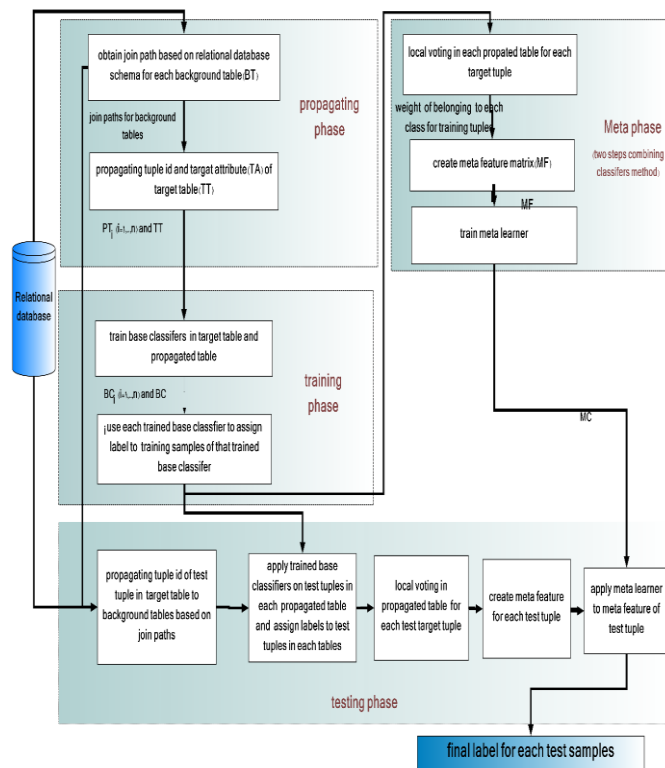 obtain join path based on relational database
schema for each background table(BT)
propagating
phase
join paths for background
tables
propagting tuple id and targat attribute(TA) of
target table(TT)
PTi (i=1,...,n) and TT
Relational
database
train base classifers in target table and
propagated table
training
phase
BCi (i=1,...,n) and BC
¡use each trained base classfier to assign
label to training samples of that trained
base classifer
local voting in each propated table for each
target tuple
weight of belonging to each
class for training tuples
Meta phase
(two steps combining
classifers method)
create meta feature matrix(MF)
MF
train meta learner
MC
propagating tuple id of test
tuple in target table to
background tables based on
join paths
apply trained base
classifiers on test tuples in
each propagated table
and assign labels to test
tuples in each tables
local voting in
propagated table for
each test target tuple
create meta feature
for each test tuple
apply meta learner
to meta feature of
test tuple
testing phase
final label for each test samples